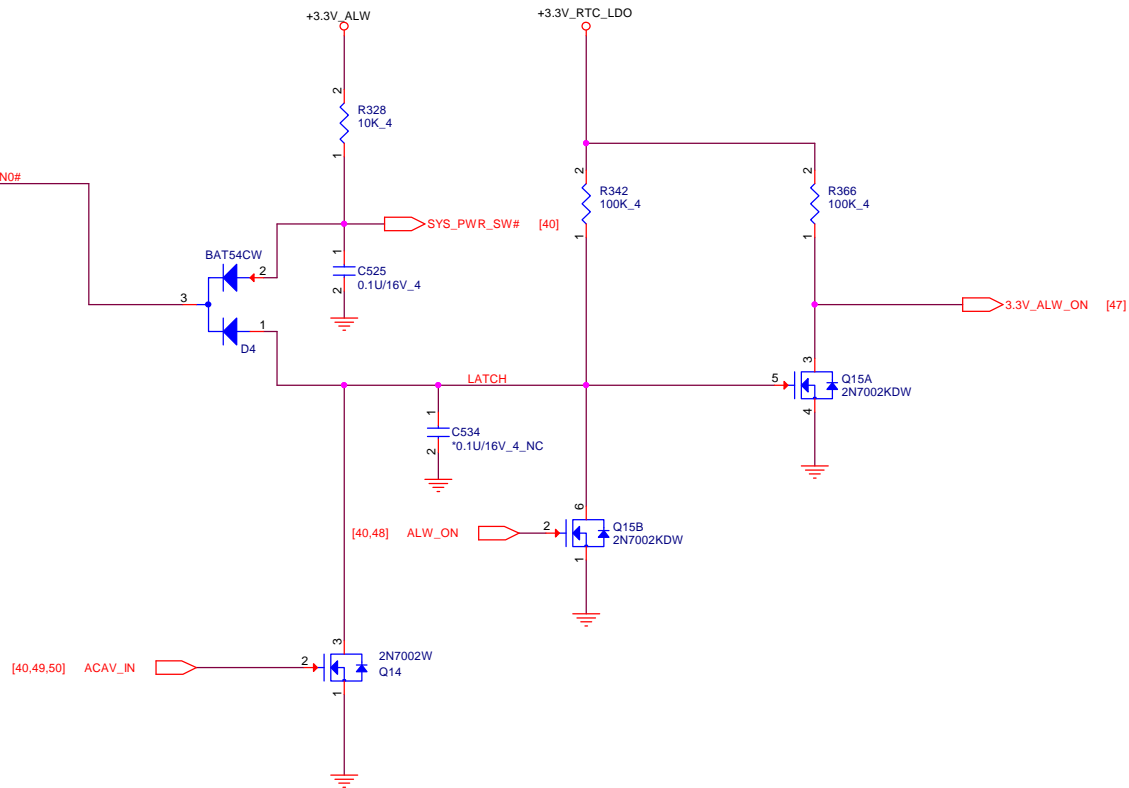 +3.3V_ALW
+3.3V_RTC_LDO
2
R328
10K_4
1
N0#
2
R342
100K_4
1
2
R366
100K_4
1
SYS_PWR_SW# [40]
BAT54CW
2
3
1
D4
1
C525
0.1U/16V_4
2
3.3V_ALW_ON [47]
LATCH
1
C534
*0.1U/16V_4_NC
2
5
3
Q15A
2N7002KDW
4
[40,48] ALW_ON
2
6
Q15B
2N7002KDW
1
[40,49,50] ACAV_IN
2
3
2N7002W
Q14
1